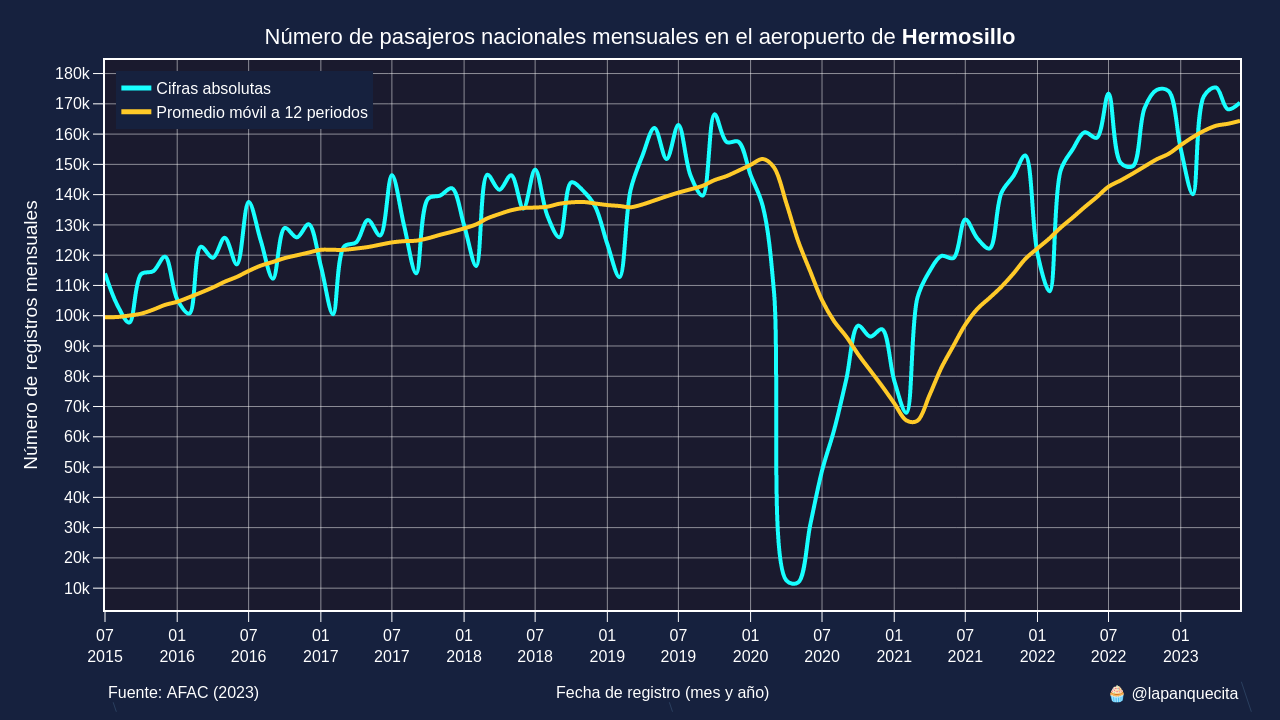 Número de pasajeros nacionales mensuales en el aeropuerto de Hermosillo
Cifras absolutas
Promedio móvil a 12 periodos
Número de registros mensuales
180k
170k
160k
150k
140k
130k
120k
110k
100k
90k
80k
70k
60k
50k
40k
30k
20k
10k
07 01 07 01 07 01 07 01 07 01 07 01 07 01 07 01
2015 2016 2016 2017 2017 2018 2018 2019 2019 2020 2020 2021 2021 2022 2022 2023
Fuente: AFAC (2023)
Fecha de registro (mes y año)
🧁 @lapanquecita